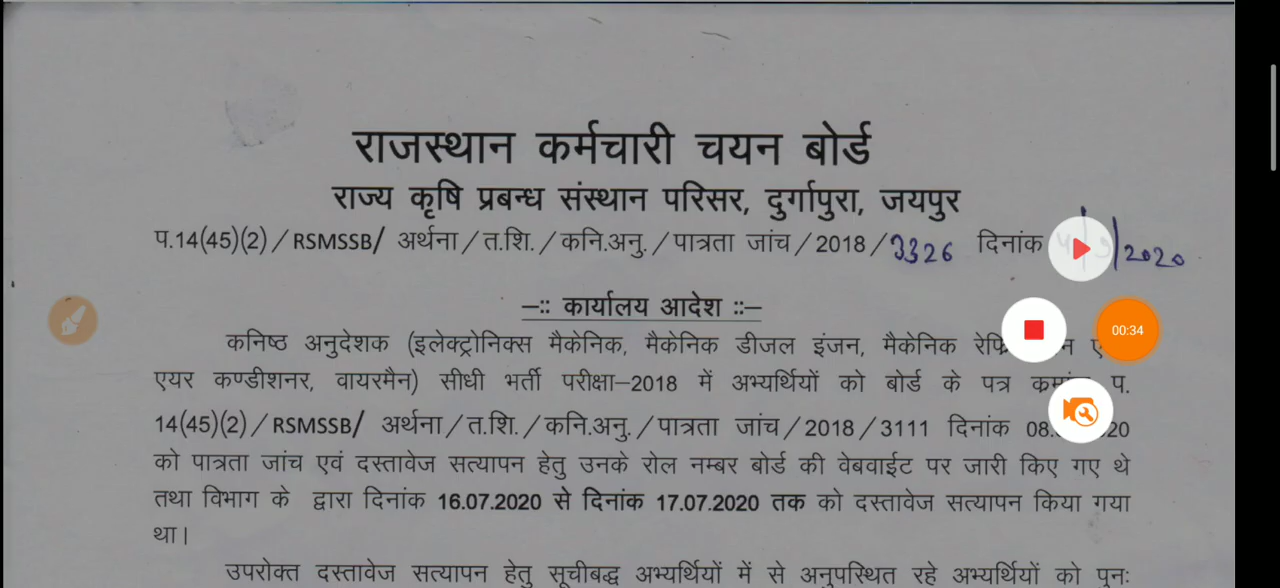 राजस्थान कर्मचारी चयन बोर्ड
राज्य कृषि प्रबन्ध संस्थान परिसर, दुर्गापुरा, जयपुर
प.14(45)(2)/RSMSSB/ अर्थना/त.शि./कनि.अनु./पात्रता जांच/2018/3326 दिनांक /2020
–:: कार्यालय आदेश ::–
कनिष्ठ अनुदेशक (इलेक्ट्रोनिक्स मैकेनिक, मैकेनिक डीजल इंजन, मैकेनिक
00:34
एयर कण्डीशनर, वायरमैन) सीधी भर्ती परीक्षा–2018 में अभ्यर्थियों को बोर्ड के पत्र क्रमांक प.
14(45)(2)/RSMSSB/ अर्थना/त.शि./कनि.अनु./पात्रता जांच/2018/3111 दिनांक
को पात्रता जांच एवं दस्तावेज सत्यापन हेतु उनके रोल नम्बर बोर्ड की वेबवाईट पर जारी किए गए थे
तथा विभाग के द्वारा दिनांक 16.07.2020 से दिनांक 17.07.2020 तक को दस्तावेज सत्यापन किया गया
था।
उपरोक्त दस्तावेज सत्यापन हेतु सूचीबद्ध अभ्यर्थियों में से अनुपस्थित रहे अभ्यर्थियों को पुनः